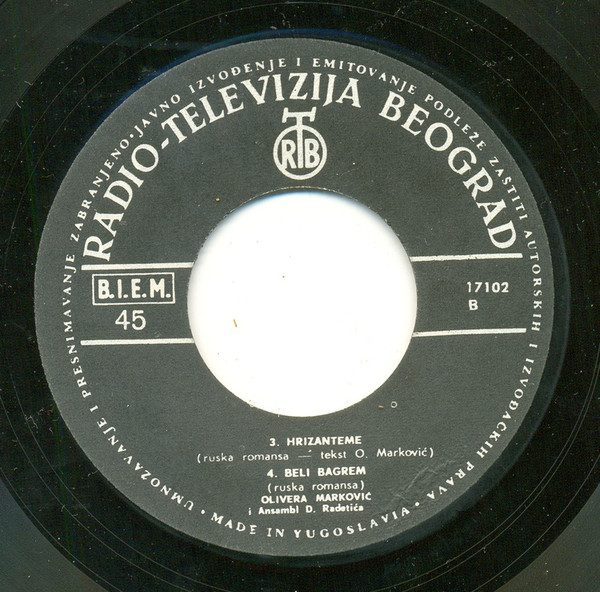 UMNOŽAVANJE I PRESNIMAVANJE ZABRANJENO · JAVNO IZVOĐENJE I EMITOVANJE PODLEŽE ZAŠTITI AUTORSKIH I IZVOĐAČKIH PRAVA ·
RADIO-TELEVIZIJA BEOGRAD
RTB
B.I.E.M.
45
17102
B
3. HRIZANTEME
(ruska romansa — tekst O. Marković)
4. BELI BAGREM
(ruska romansa)
OLIVERA MARKOVIĆ
i Ansambl D. Radetića
· MADE IN YUGOSLAVIA ·